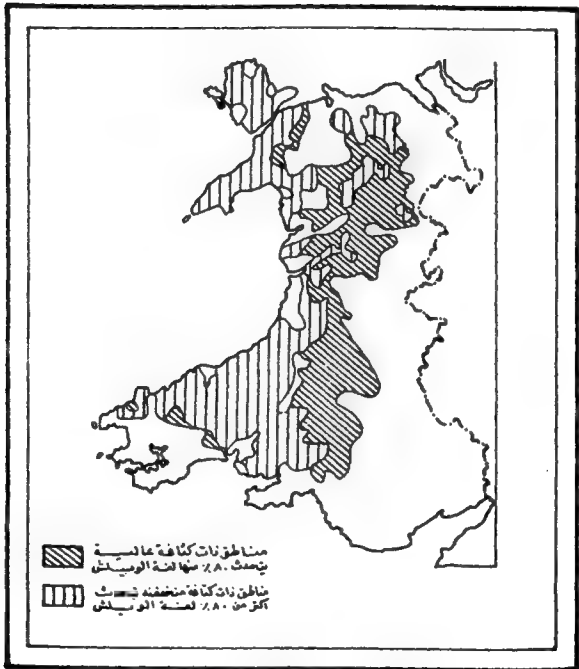 مناطق ذات كثافة عالية
يتحدث ٨٠٪ منها لغة الويلش
مناطق ذات كثافة منخفضة يتحدث
أكثر من ٨٠٪ لغة الويلش